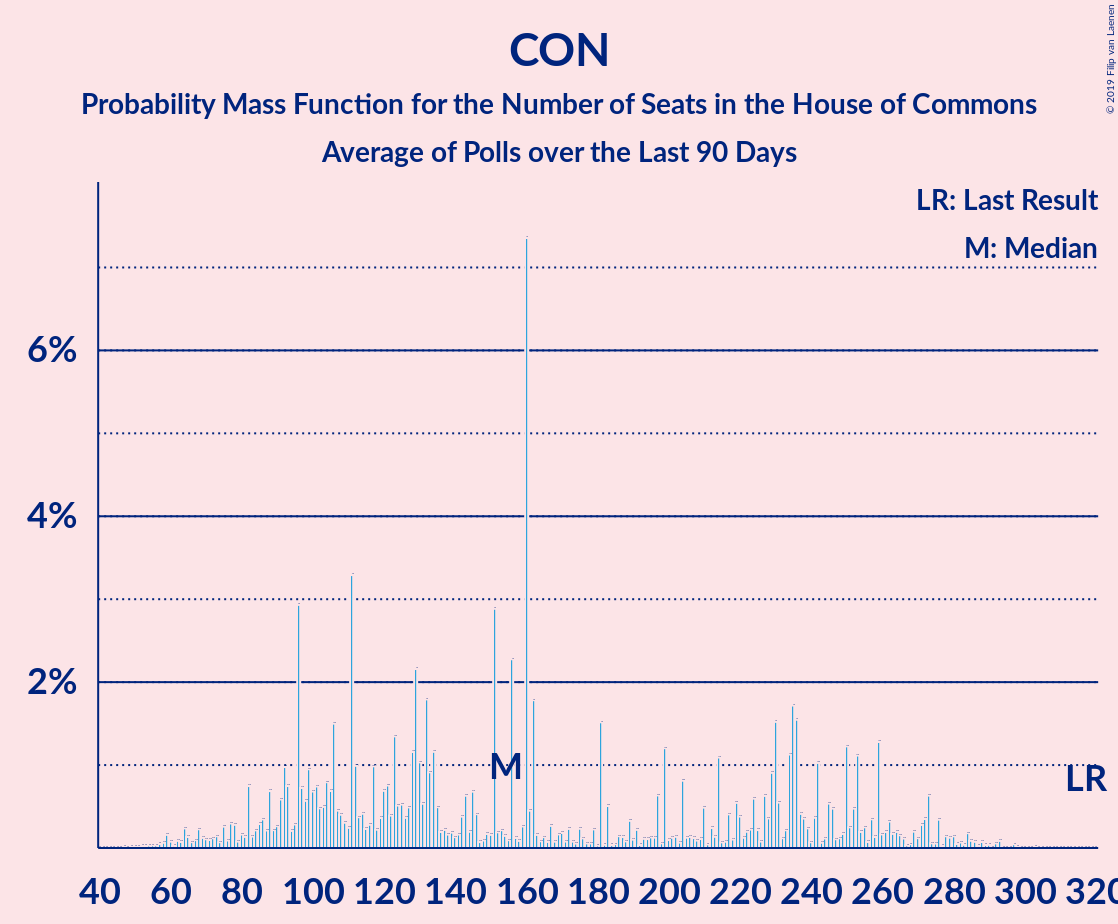 CON
Probability Mass Function for the Number of Seats in the House of Commons
Average of Polls over the Last 90 Days
© 2019 Filip van Laenen
LR: Last Result
M: Median
6%
4%
2%
M
LR
40 60 80 100 120 140 160 180 200 220 240 260 280 300 320